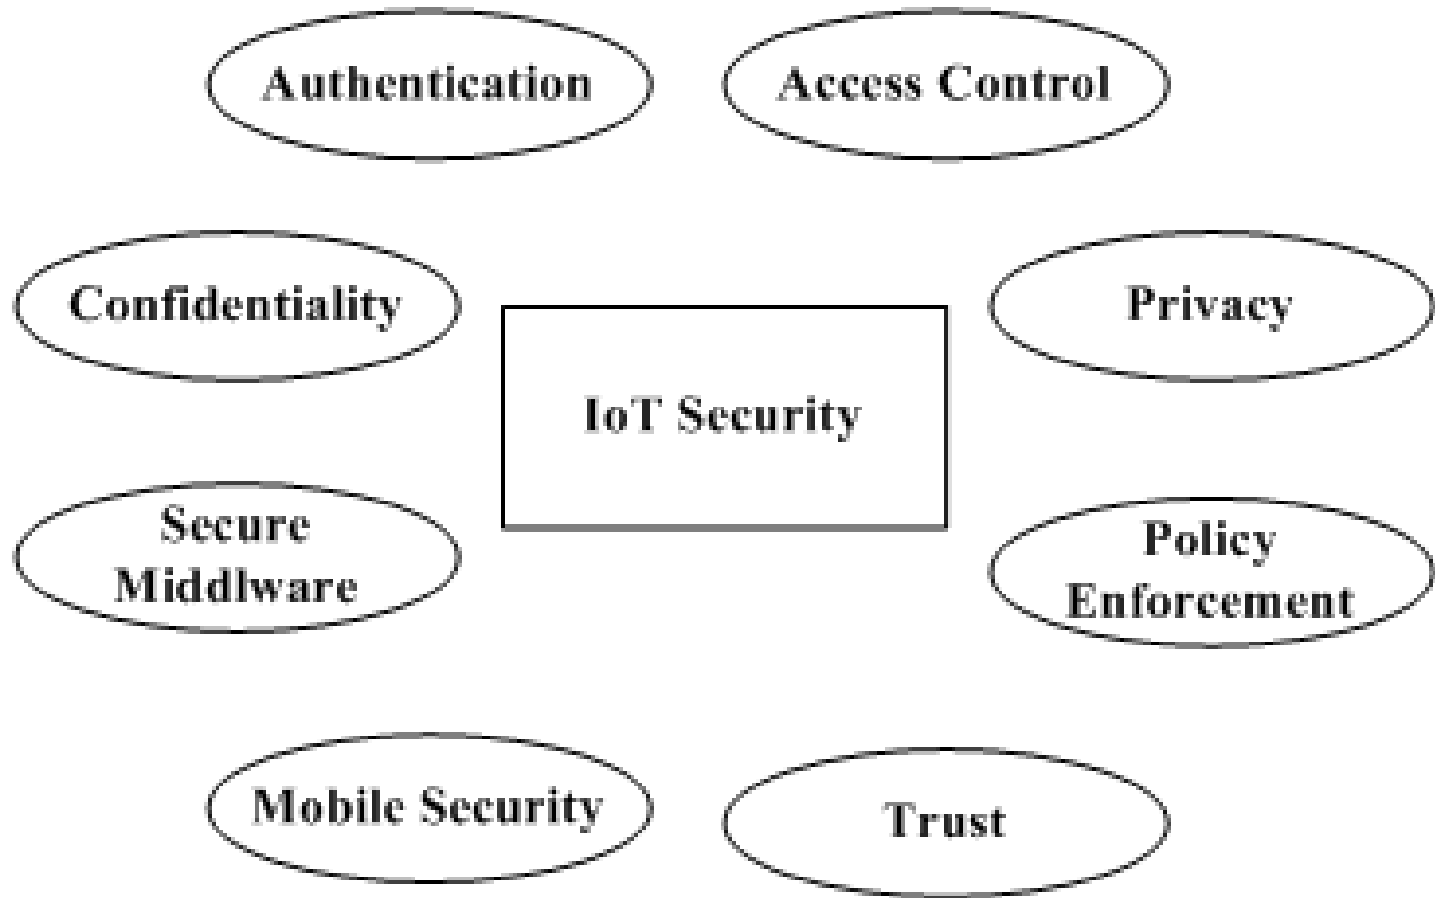 Authentication
Access Control
Confidentiality
Privacy
IoT Security
Secure
Middlware
Policy
Enforcement
Mobile Security
Trust